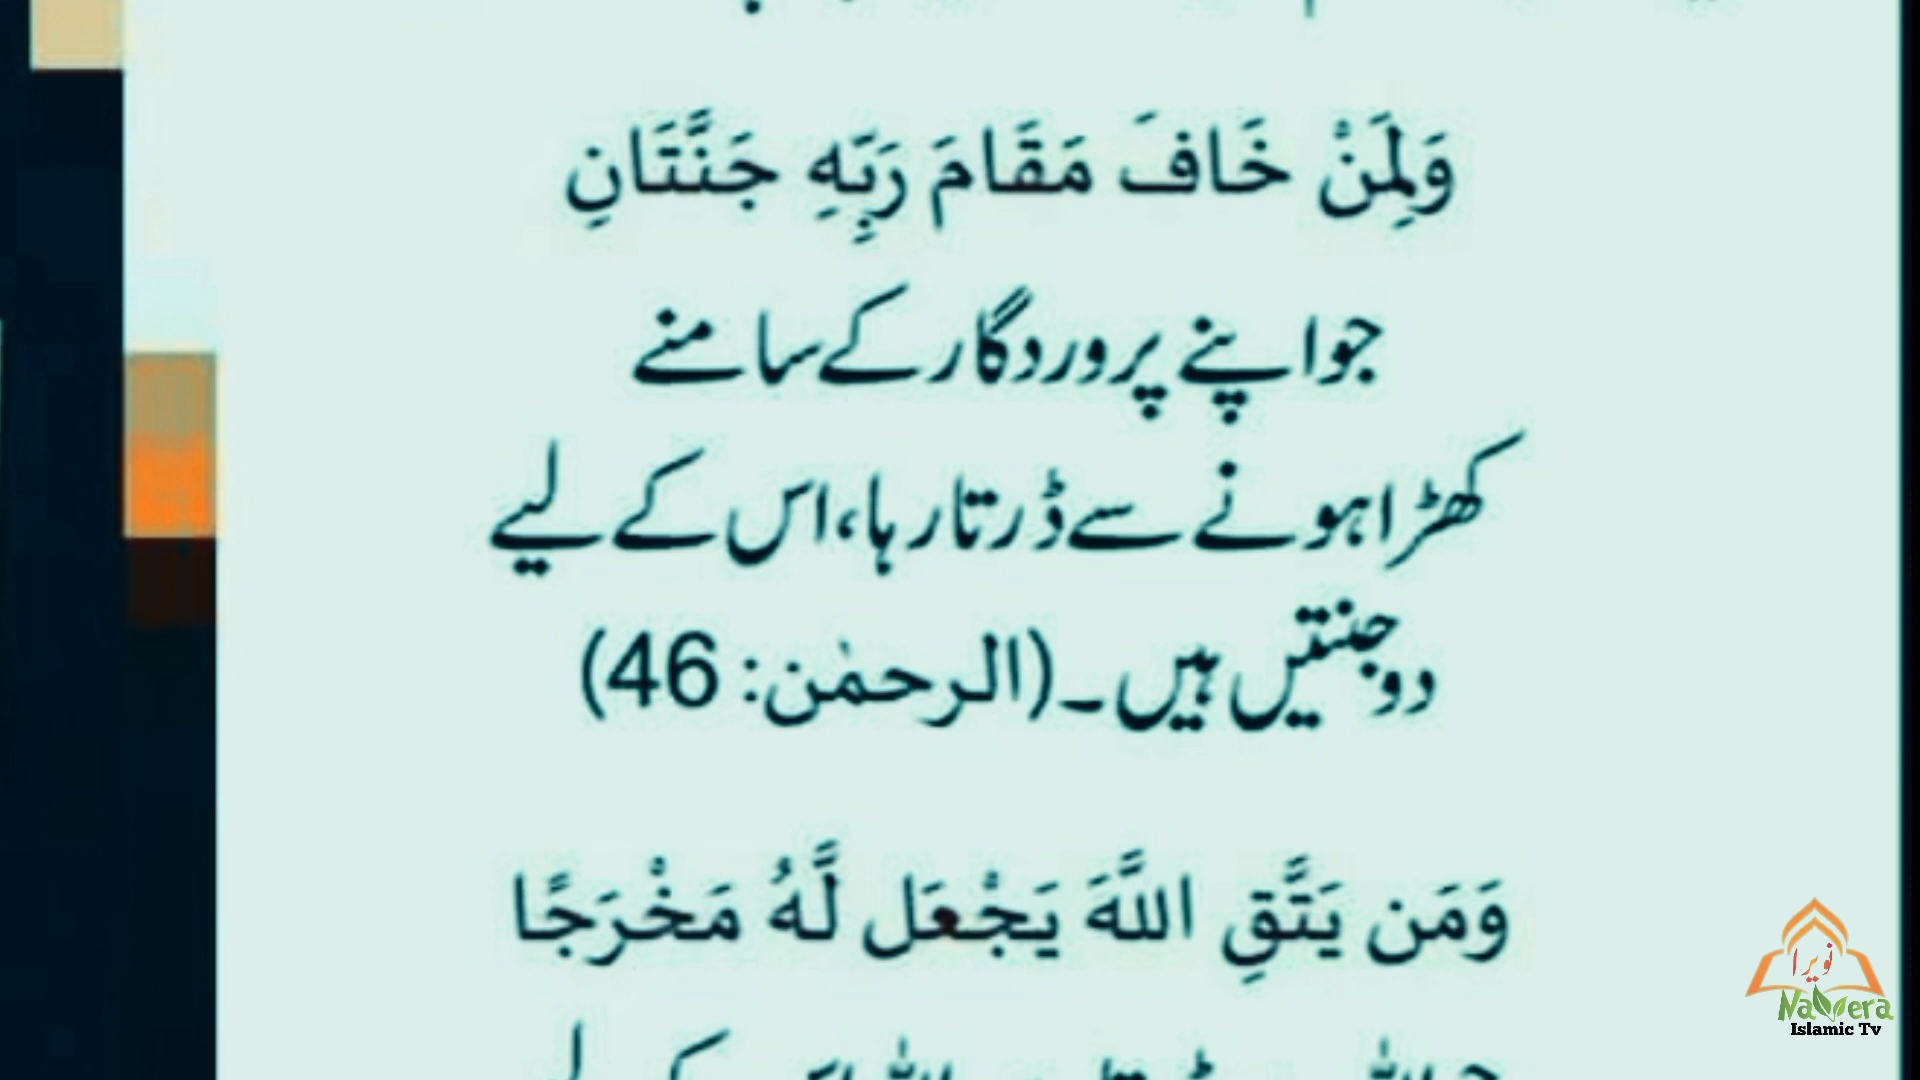 وَلِمَنْ خَافَ مَقَامَ رَبِّهِ جَنَّتَانِ
جو اپنے پروردگار کے سامنے
کھڑا ہونے سے ڈرتا رہا، اس کے لیے
دو جنتیں ہیں۔ (الرحمٰن: 46)
وَمَن يَتَّقِ اللَّهَ يَجْعَل لَّهُ مَخْرَجًا
نویرا
Nawera
Islamic Tv